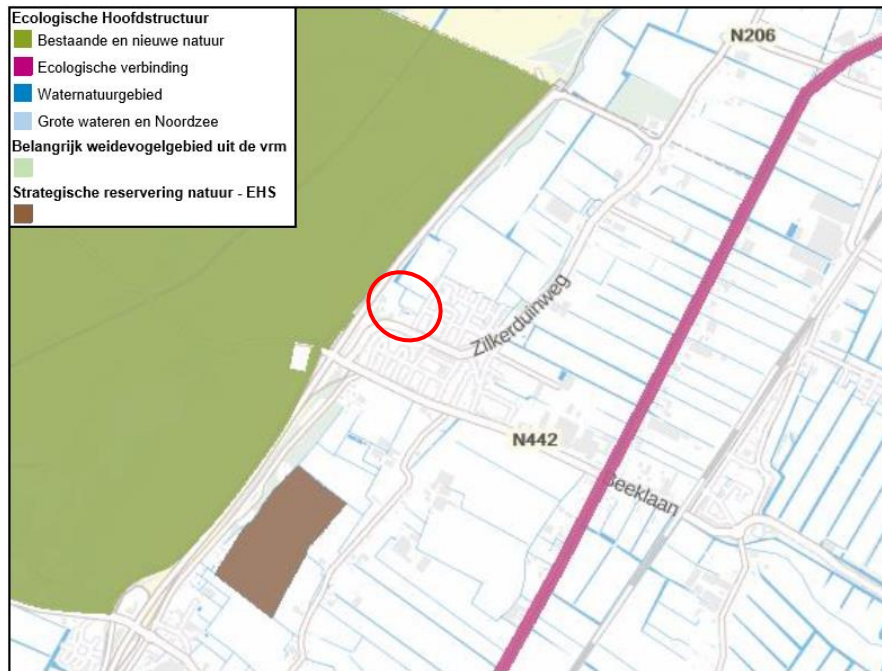 Ecologische Hoofdstructuur
Bestaande en nieuwe natuur
Ecologische verbinding
Waternatuurgebied
Grote wateren en Noordzee
Belangrijk weidevogelgebied uit de vrm
Strategische reservering natuur - EHS
N206
Zilkerduinweg
N442
Beeklaan